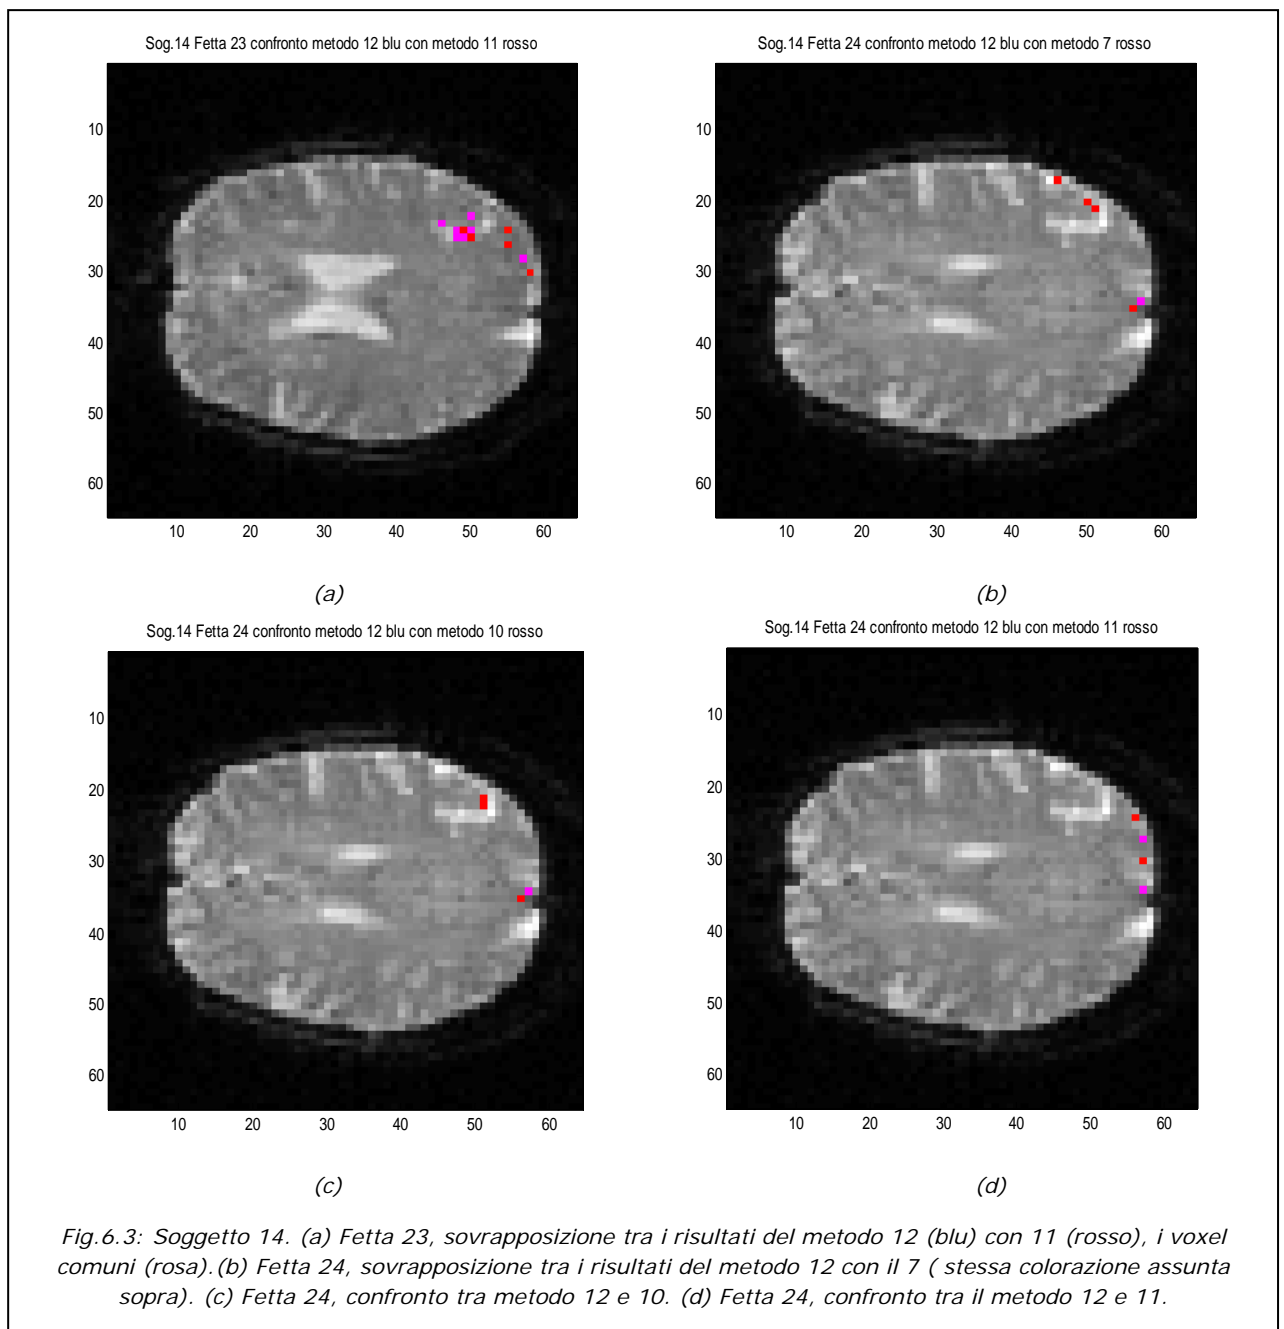 Sog.14 Fetta 23 confronto metodo 12 blu con metodo 11 rosso
10
20
30
40
50
60
10 20 30 40 50 60
(a)
Sog.14 Fetta 24 confronto metodo 12 blu con metodo 7 rosso
10
20
30
40
50
60
10 20 30 40 50 60
(b)
Sog.14 Fetta 24 confronto metodo 12 blu con metodo 10 rosso
10
20
30
40
50
60
10 20 30 40 50 60
(c)
Sog.14 Fetta 24 confronto metodo 12 blu con metodo 11 rosso
10
20
30
40
50
60
10 20 30 40 50 60
(d)
Fig.6.3: Soggetto 14. (a) Fetta 23, sovrapposizione tra i risultati del metodo 12 (blu) con 11 (rosso), i voxel
comuni (rosa).(b) Fetta 24, sovrapposizione tra i risultati del metodo 12 con il 7 ( stessa colorazione assunta
sopra). (c) Fetta 24, confronto tra metodo 12 e 10. (d) Fetta 24, confronto tra il metodo 12 e 11.